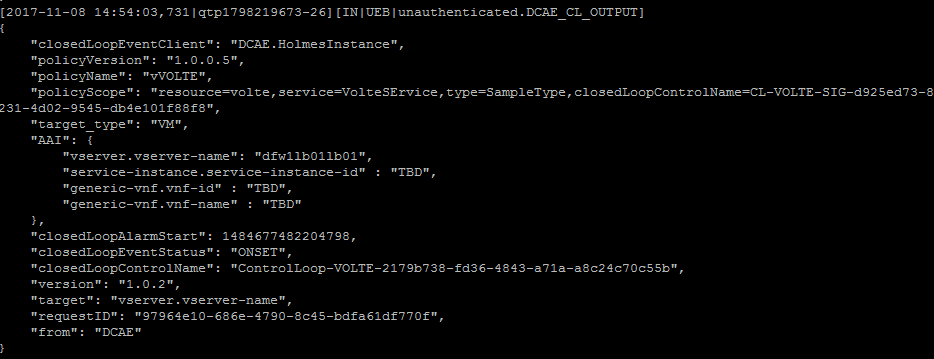 [2017-11-08 14:54:03,731|qtp1798219673-26][IN|UEB|unauthenticated.DCAE_CL_OUTPUT]
{
    "closedLoopEventClient": "DCAE.HolmesInstance",
    "policyVersion": "1.0.0.5",
    "policyName": "vVOLTE",
    "policyScope": "resource=volte,service=VolteSErvice,type=SampleType,closedLoopControlName=CL-VOLTE-SIG-d925ed73-8
231-4d02-9545-db4e101f88f8",
    "target_type": "VM",
    "AAI": {
        "vserver.vserver-name": "dfw1lb01lb01",
        "service-instance.service-instance-id" : "TBD",
        "generic-vnf.vnf-id" : "TBD",
        "generic-vnf.vnf-name" : "TBD"
    },
    "closedLoopAlarmStart": 1484677482204798,
    "closedLoopEventStatus": "ONSET",
    "closedLoopControlName": "ControlLoop-VOLTE-2179b738-fd36-4843-a71a-a8c24c70c55b",
    "version": "1.0.2",
    "target": "vserver.vserver-name",
    "requestID": "97964e10-686e-4790-8c45-bdfa61df770f",
    "from": "DCAE"
}